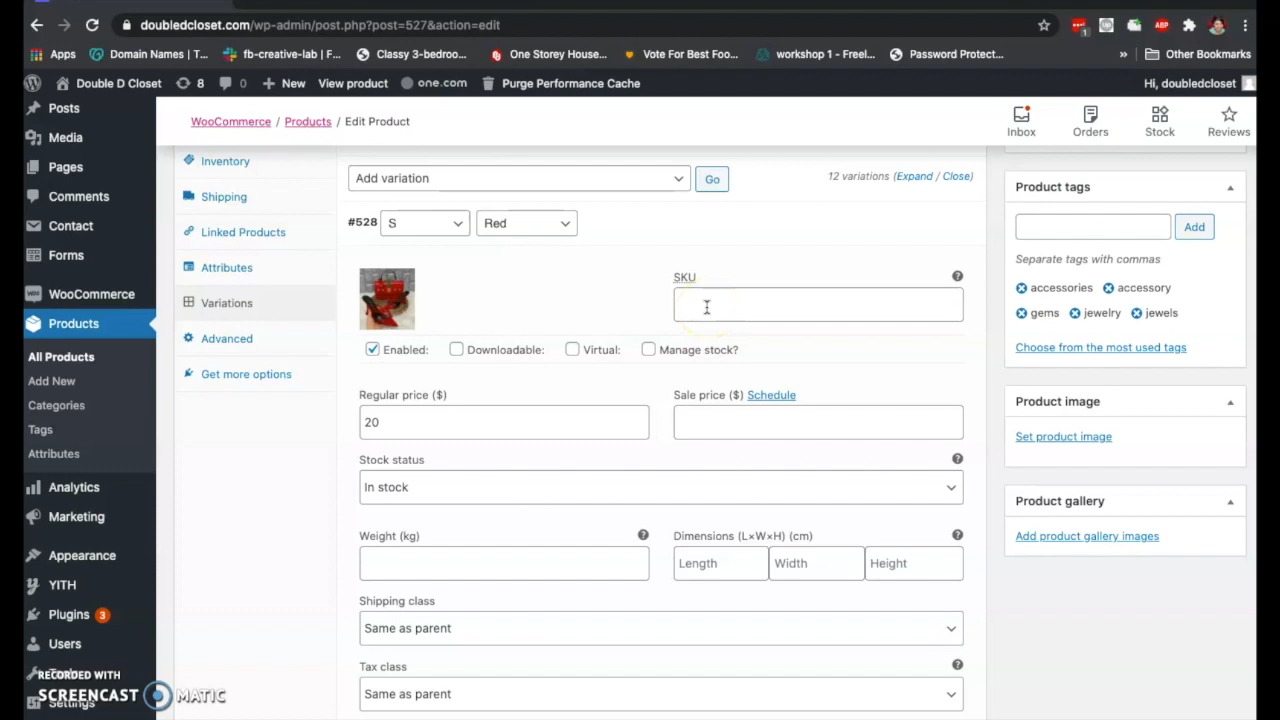 doubledcloset.com/wp-admin/post.php?post=527&action=edit
1
ABP
Apps
Domain Names | T...
fb-creative-lab | F...
Classy 3-bedroo...
One Storey House...
Vote For Best Foo...
workshop 1 - Freel...
Password Protect...
»
Other Bookmarks
Double D Closet
8
0
New
View product
one.com
Purge Performance Cache
Hi, doubledcloset
Posts
Media
Pages
Comments
Contact
Forms
WooCommerce
Products
All Products
Add New
Categories
Tags
Attributes
Analytics
Marketing
Appearance
YITH
Plugins 3
Users
Settings
WooCommerce / Products / Edit Product
Inbox
Orders
Stock
Reviews
Inventory
Shipping
Linked Products
Attributes
Variations
Advanced
Get more options
Add variation
Go
12 variations (Expand / Close)
#528
S
Red
SKU
Enabled:
Downloadable:
Virtual:
Manage stock?
Regular price ($)
20
Sale price ($) Schedule
Stock status
In stock
Weight (kg)
Dimensions (L×W×H) (cm)
Length
Width
Height
Shipping class
Same as parent
Tax class
Same as parent
Product tags
Add
Separate tags with commas
accessories
accessory
gems
jewelry
jewels
Choose from the most used tags
Product image
Set product image
Product gallery
Add product gallery images
RECORDED WITH
SCREENCAST MATIC